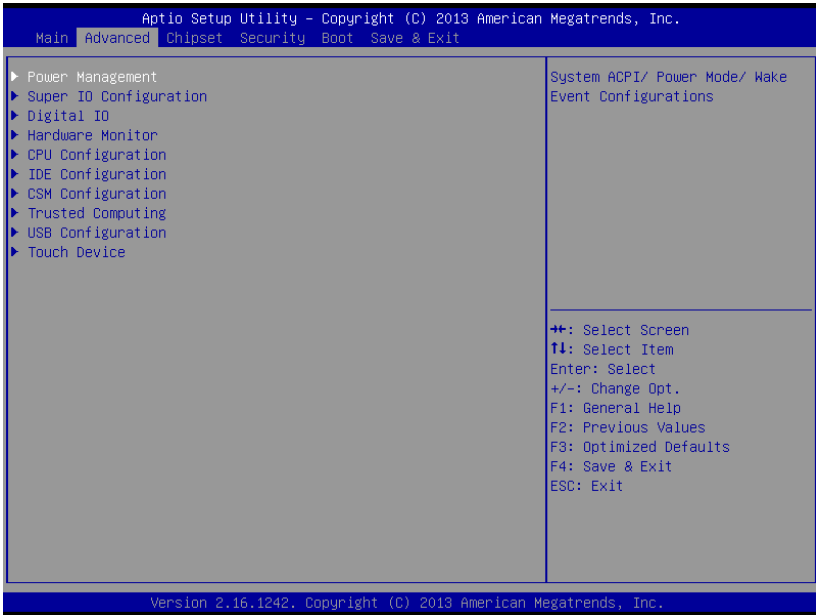 Aptio Setup Utility – Copyright (C) 2013 American Megatrends, Inc.
Main Advanced Chipset Security Boot Save & Exit
Power Management
Super IO Configuration
Digital IO
Hardware Monitor
CPU Configuration
IDE Configuration
CSM Configuration
Trusted Computing
USB Configuration
Touch Device
System ACPI/ Power Mode/ Wake
Event Configurations
→←: Select Screen
↑↓: Select Item
Enter: Select
+/-: Change Opt.
F1: General Help
F2: Previous Values
F3: Optimized Defaults
F4: Save & Exit
ESC: Exit
Version 2.16.1242. Copyright (C) 2013 American Megatrends, Inc.